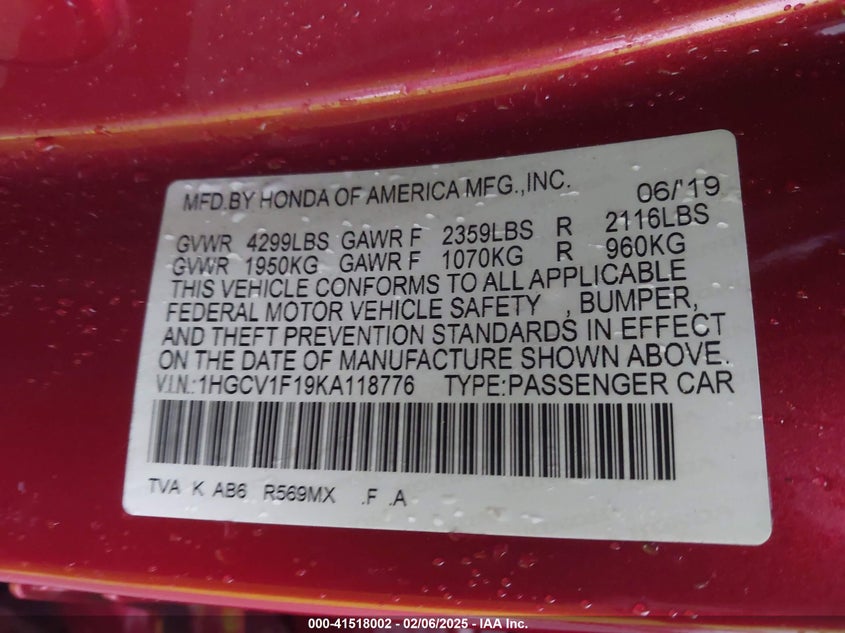 MFD.BY HONDA OF AMERICA MFG.,INC. 06/'19
GVWR 4299LBS GAWR F 2359LBS R 2116LBS
GVWR 1950KG GAWR F 1070KG R 960KG
THIS VEHICLE CONFORMS TO ALL APPLICABLE
FEDERAL MOTOR VEHICLE SAFETY , BUMPER,
AND THEFT PREVENTION STANDARDS IN EFFECT
ON THE DATE OF MANUFACTURE SHOWN ABOVE.
V.I.N.:1HGCV1F19KA118776 TYPE:PASSENGER CAR
TVA K AB6 R569MX .F .A
000-41518002 - 02/06/2025 - IAA Inc.